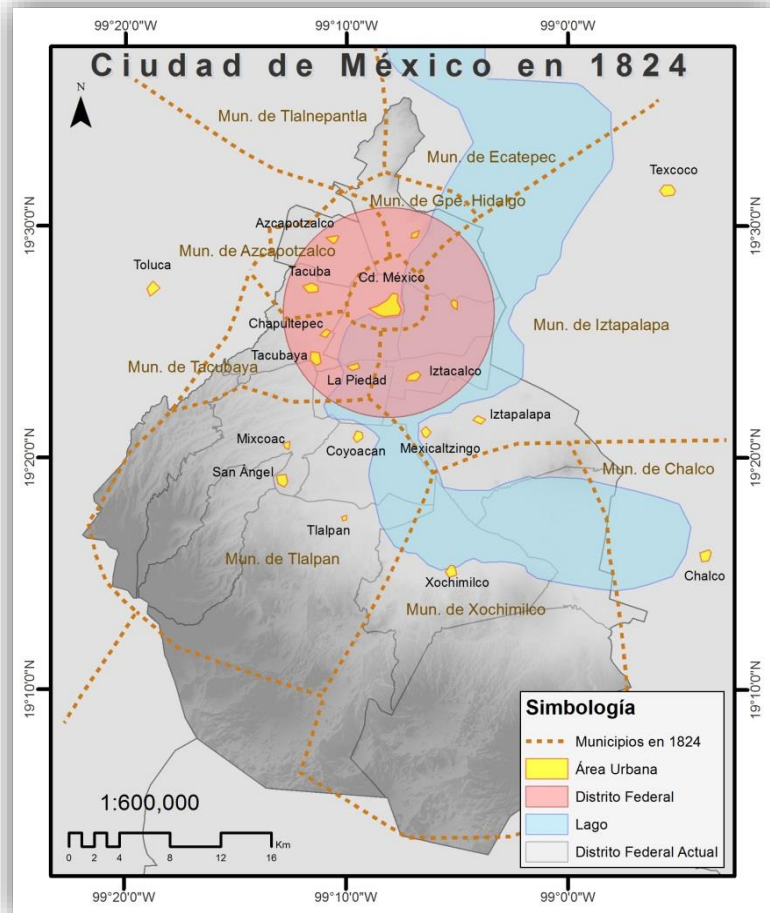 99°20'0"W 99°10'0"W 99°0'0"W
Ciudad de México en 1824
N
Mun. de Tlalnepantla
Mun. de Ecatepec
Texcoco
Mun. de Gpe. Hidalgo
Azcapotzalco
19°30'0"N 19°30'0"N
Mun. de Azcapotzalco
Toluca
Tacuba
Cd. México
Chapultepec
Mun. de Iztapalapa
Tacubaya
Mun. de Tacubaya
La Piedad
Iztacalco
Iztapalapa
Mixcoac
Coyoacan
Mexicaltzingo
19°20'0"N 19°20'0"N
San Ângel
Mun. de Chalco
Tlalpan
Mun. de Tlalpan
Xochimilco
Chalco
Mun. de Xochimilco
19°10'0"N 19°10'0"N
Simbología
Municipios en 1824
Área Urbana
Distrito Federal
Lago
Distrito Federal Actual
1:600,000
Km
0 2 4 8 12 16
99°20'0"W 99°10'0"W 99°0'0"W